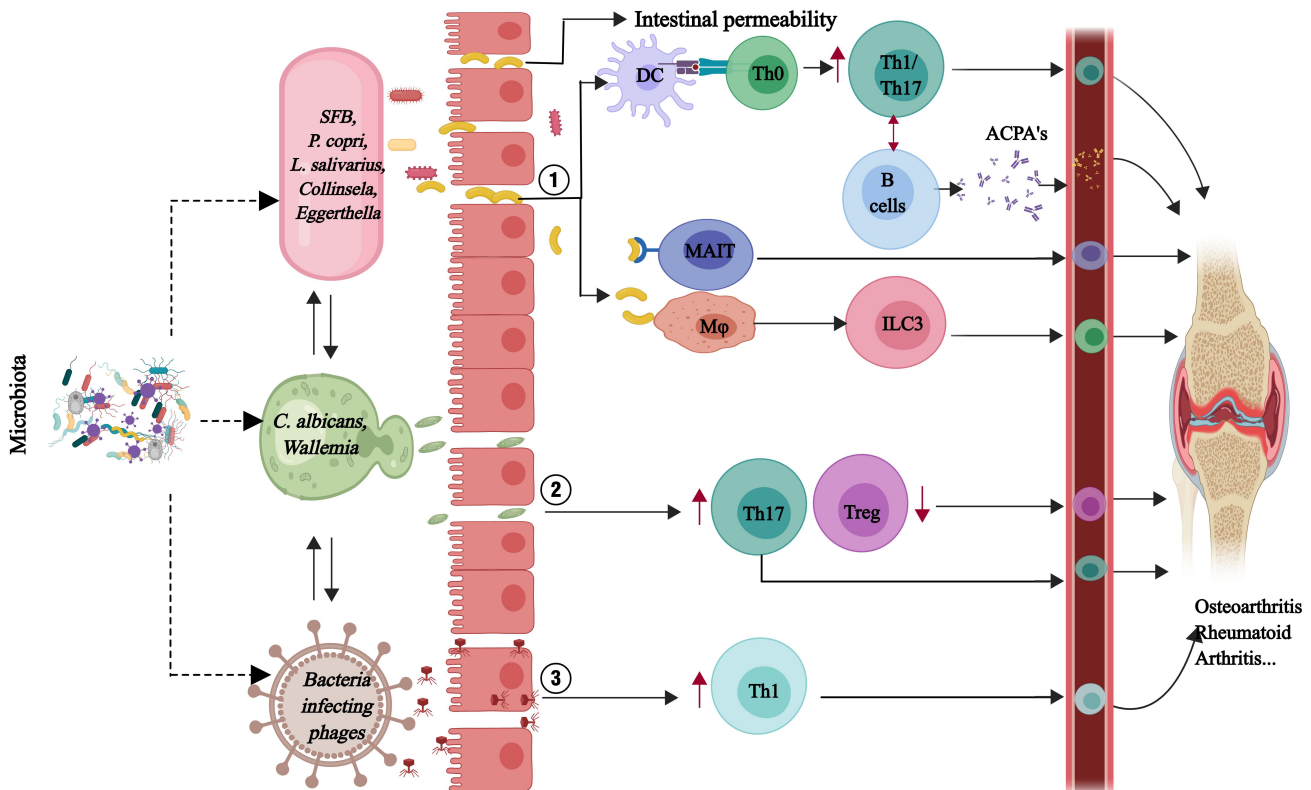 Intestinal permeability
DC
Th0
Th1/
Th17
SFB,
P. copri,
L. salivarius,
Collinsela,
Eggerthella
1
ACPA's
B
cells
MAIT
Mφ
ILC3
Microbiota
C. albicans,
Wallemia
2
Th17
Treg
Bacteria
infecting
phages
3
Th1
Osteoarthritis
Rheumatoid
Arthritis...